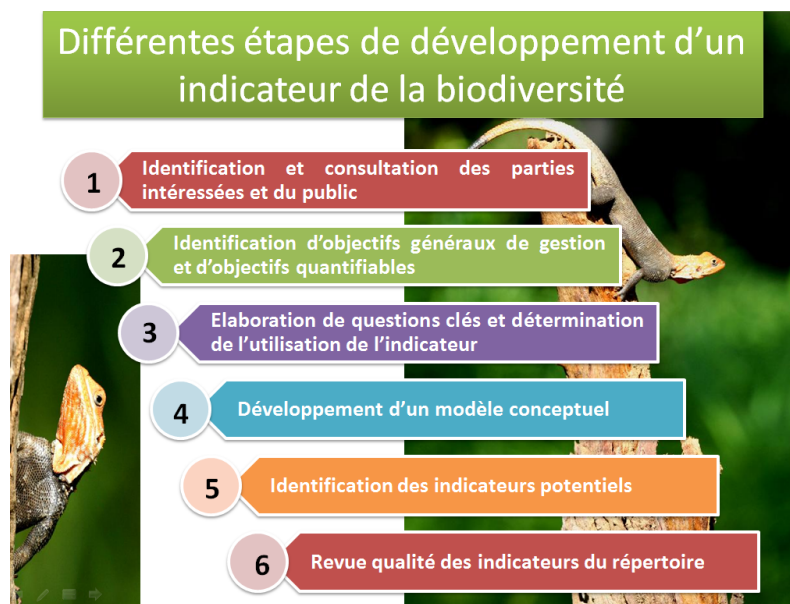 Différentes étapes de développement d'un
indicateur de la biodiversité
1
Identification et consultation des parties
intéressées et du public
2
Identification d'objectifs généraux de gestion
et d'objectifs quantifiables
3
Elaboration de questions clés et détermination
de l'utilisation de l'indicateur
4
Développement d'un modèle conceptuel
5
Identification des indicateurs potentiels
6
Revue qualité des indicateurs du répertoire